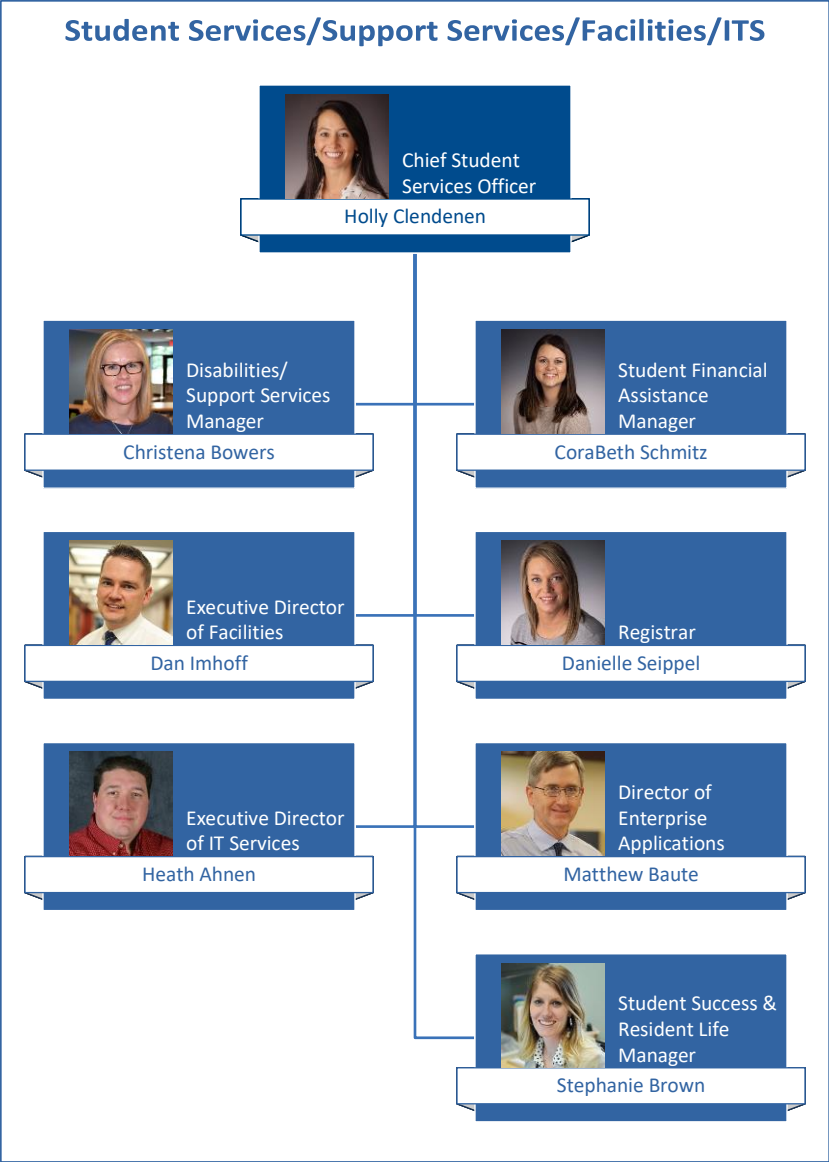 Student Services/Support Services/Facilities/ITS
Chief Student
Services Officer
Holly Clendenen
Disabilities/
Support Services
Manager
Christena Bowers
Student Financial
Assistance
Manager
CoraBeth Schmitz
Executive Director
of Facilities
Dan Imhoff
Registrar
Danielle Seippel
Executive Director
of IT Services
Heath Ahnen
Director of
Enterprise
Applications
Matthew Baute
Student Success &
Resident Life
Manager
Stephanie Brown